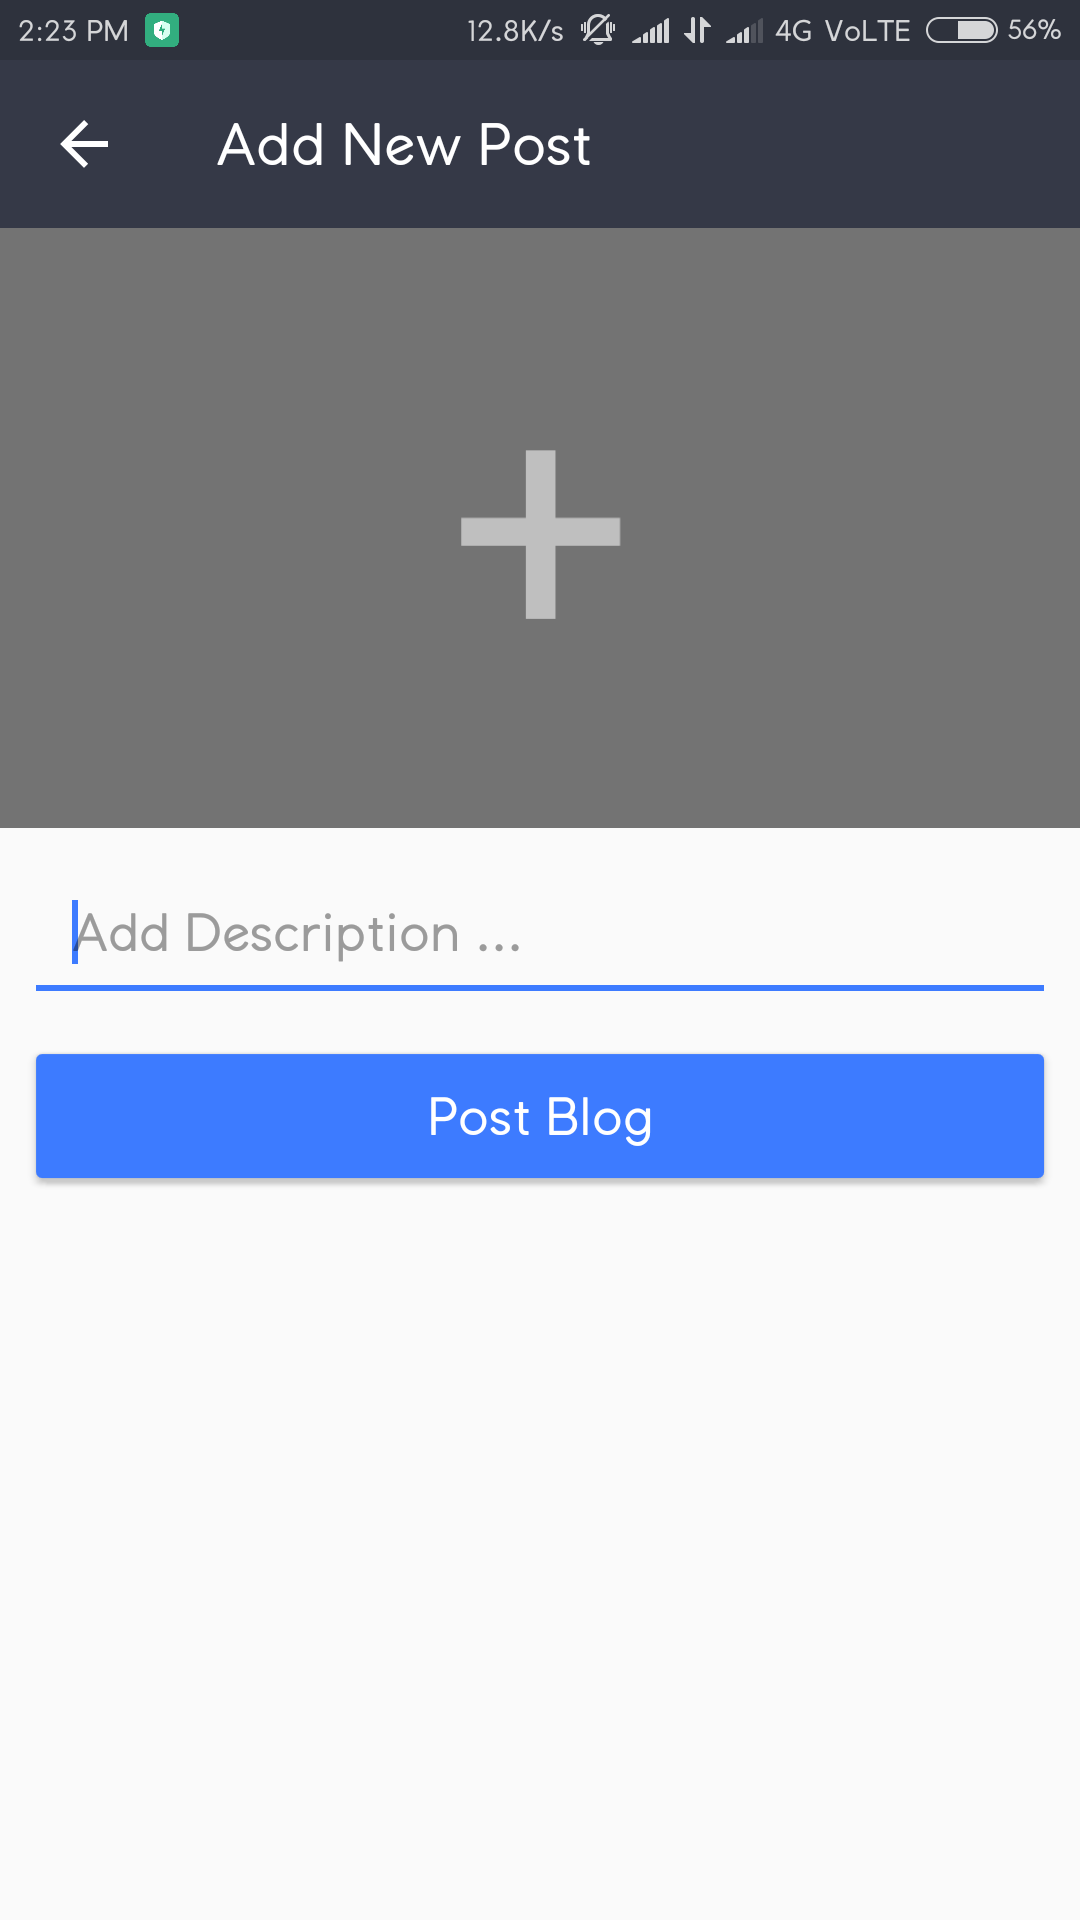 2:23 PM 12.8K/s 4G VoLTE 56%
Add New Post
Add Description ...
Post Blog